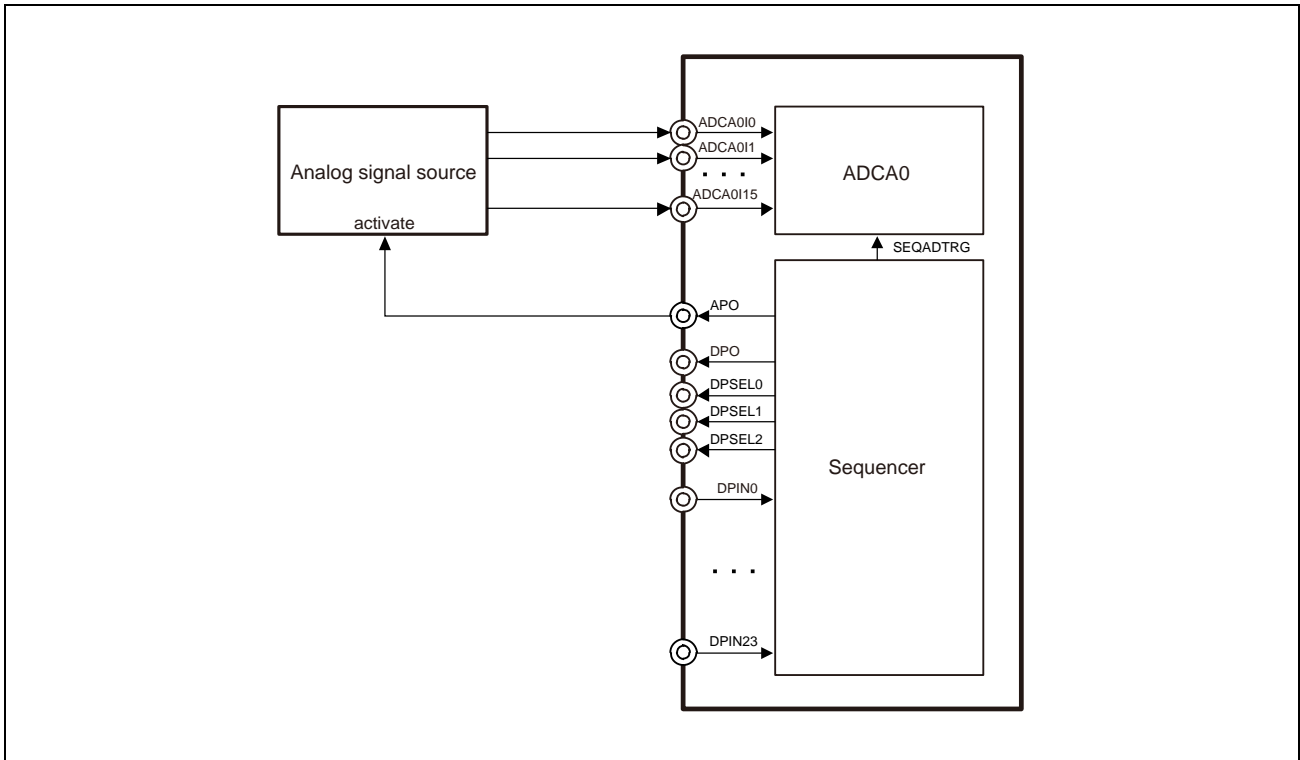 ADCA0I0
ADCA0I1
. . .
ADCA0I15
Analog signal source
activate
ADCA0
SEQADTRG
APO
DPO
DPSEL0
DPSEL1
DPSEL2
DPIN0
Sequencer
. . .
DPIN23